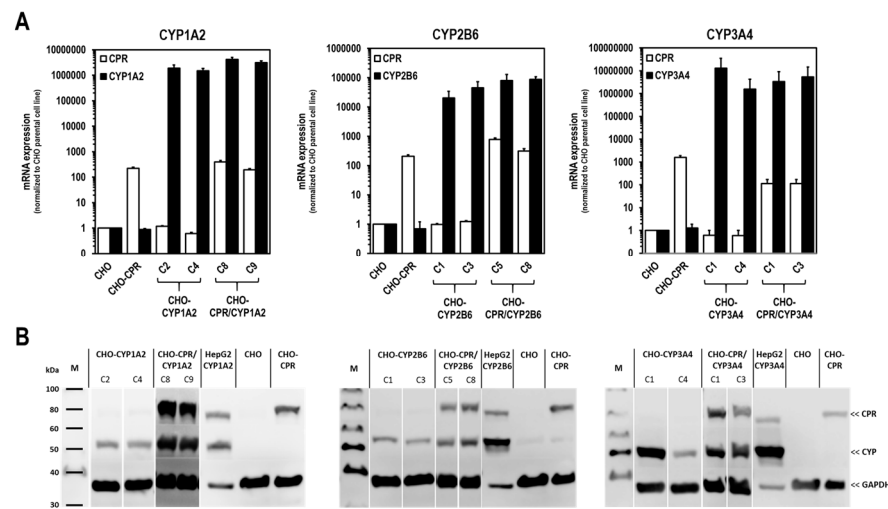 A
CYP1A2
mRNA expression
(normalized to CHO parental cell line)
10000000
1000000
100000
10000
1000
100
10
1
0
CPR
CYP1A2
CHO
CHO-CPR
C2
C4
C8
C9
CHO-
CYP1A2
CHO-
CPR/CYP1A2
CYP2B6
mRNA expression
(normalized to CHO parental cell line)
10000000
1000000
100000
10000
1000
100
10
1
0
CPR
CYP2B6
CHO
CHO-CPR
C1
C3
C5
C8
CHO-
CYP2B6
CHO-
CPR/CYP2B6
CYP3A4
mRNA expression
(normalized to CHO parental cell line)
100000000
10000000
1000000
100000
10000
1000
100
10
1
0
CPR
CYP3A4
CHO
CHO-CPR
C1
C4
C1
C3
CHO-
CYP3A4
CHO-
CPR/CYP3A4
B
kDa
M
CHO-CYP1A2
C2
C4
CHO-CPR/
CYP1A2
C8
C9
HepG2
CYP1A2
CHO
CHO-
CPR
100
80
60
50
40
30
M
CHO-CYP2B6
C1
C3
CHO-CPR/
CYP2B6
C5
C8
HepG2
CYP2B6
CHO
CHO-
CPR
M
CHO-CYP3A4
C1
C4
CHO-CPR/
CYP3A4
C1
C3
HepG2
CYP3A4
CHO
CHO-
CPR
<< CPR
<< CYP
<< GAPDH